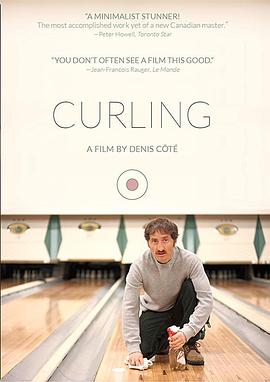 "A MINIMALIST STUNNER!
The most accomplished work yet of a new Canadian master."
—Peter Howell, Toronto Star
"YOU DON'T OFTEN SEE A FILM THIS GOOD."
—Jean-Francois Rauger, Le Monde
CURLING
A FILM BY DENIS CÔTÉ